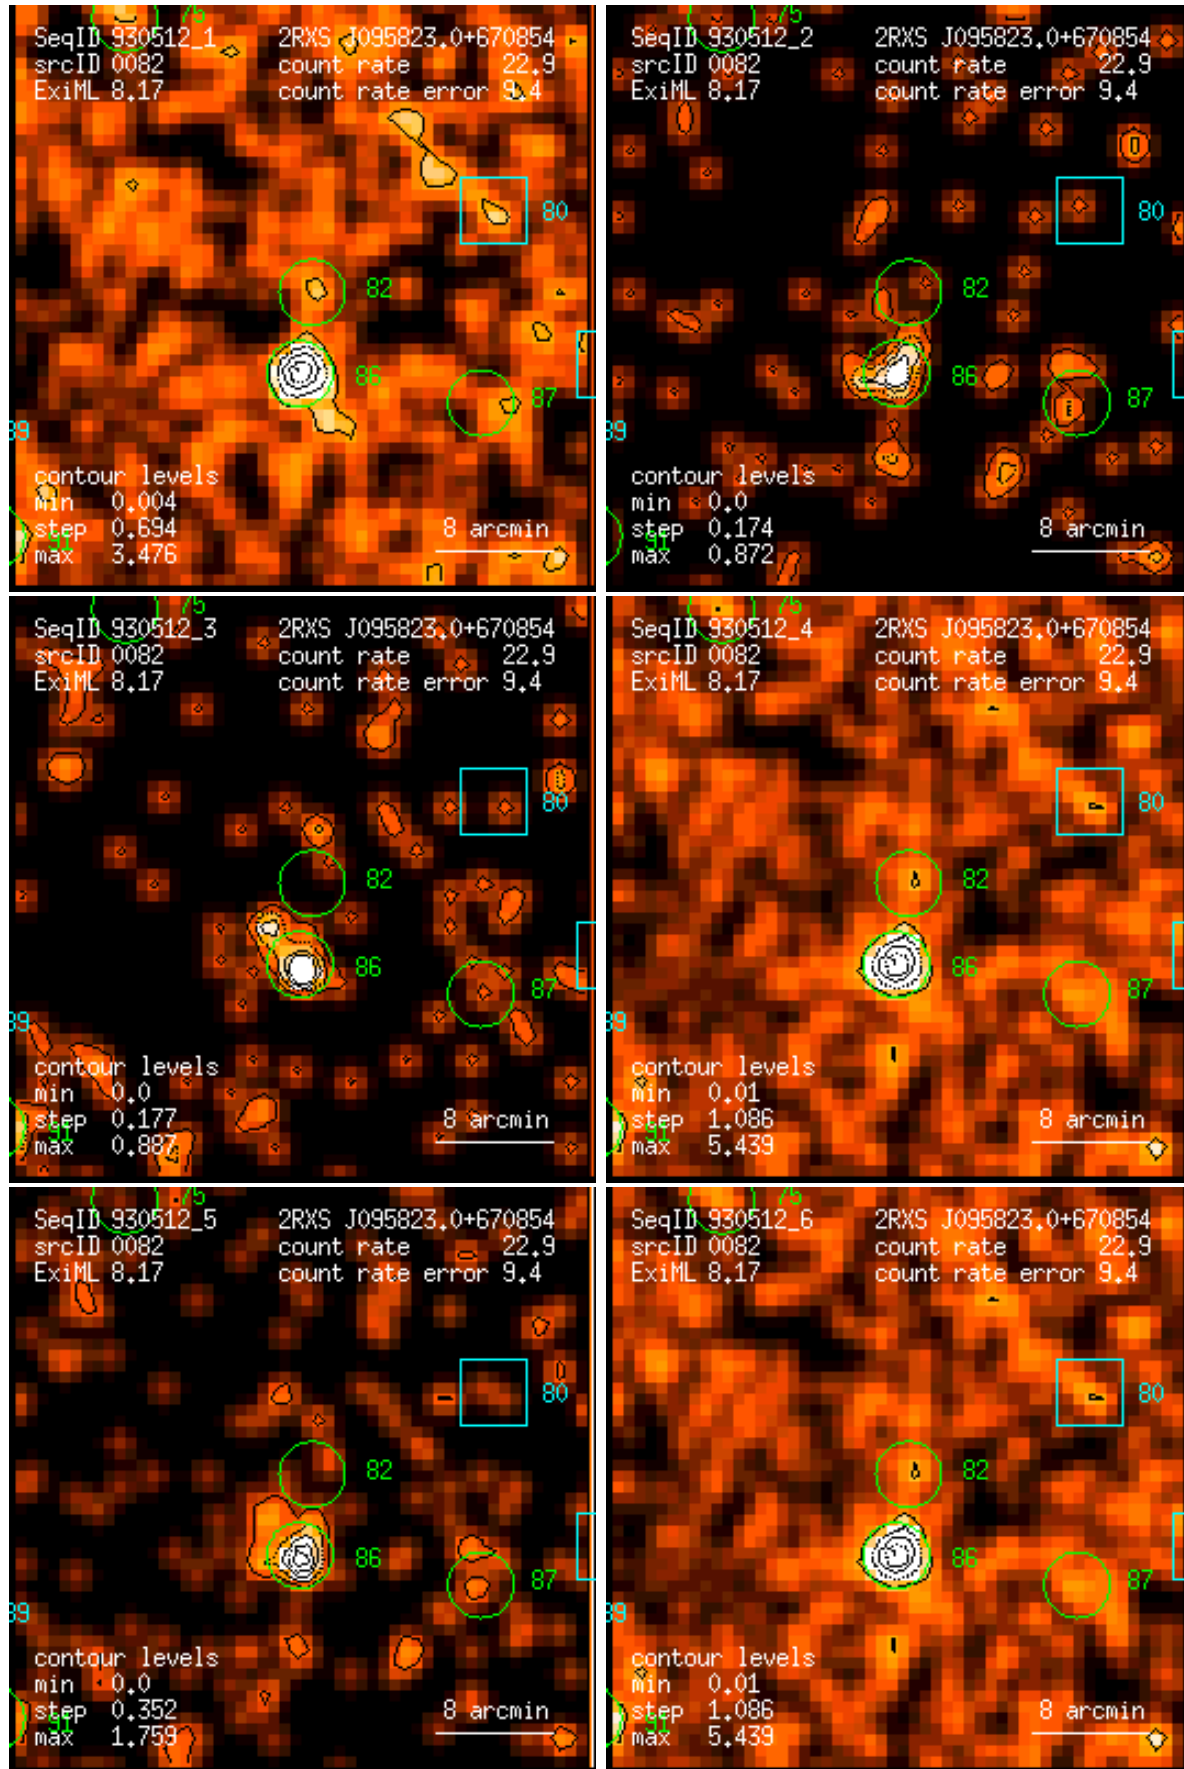 75
SeqID 930512_1 2RXS J095823.0+670854
srcID 0082 count rate 22.9
ExiML 8.17 count rate error 9.4
80
82
86
87
89
contour levels
min 0.004
step 0.694 8 arcmin
91
max 3.476
75
SeqID 930512_2 2RXS J095823.0+670854
srcID 0082 count rate 22.9
ExiML 8.17 count rate error 9.4
80
82
86
87
89
contour levels
min 0.0
step 0.174 8 arcmin
91
max 0.872
75
SeqID 930512_3 2RXS J095823.0+670854
srcID 0082 count rate 22.9
ExiML 8.17 count rate error 9.4
80
82
86
87
89
contour levels
min 0.0
step 0.177 8 arcmin
91
max 0.887
75
SeqID 930512_4 2RXS J095823.0+670854
srcID 0082 count rate 22.9
ExiML 8.17 count rate error 9.4
80
82
86
87
89
contour levels
min 0.01
step 1.086 8 arcmin
91
max 5.439
75
SeqID 930512_5 2RXS J095823.0+670854
srcID 0082 count rate 22.9
ExiML 8.17 count rate error 9.4
80
82
86
87
89
contour levels
min 0.0
step 0.352 8 arcmin
91
max 1.759
75
SeqID 930512_6 2RXS J095823.0+670854
srcID 0082 count rate 22.9
ExiML 8.17 count rate error 9.4
80
82
86
87
89
contour levels
min 0.01
step 1.086 8 arcmin
91
max 5.439